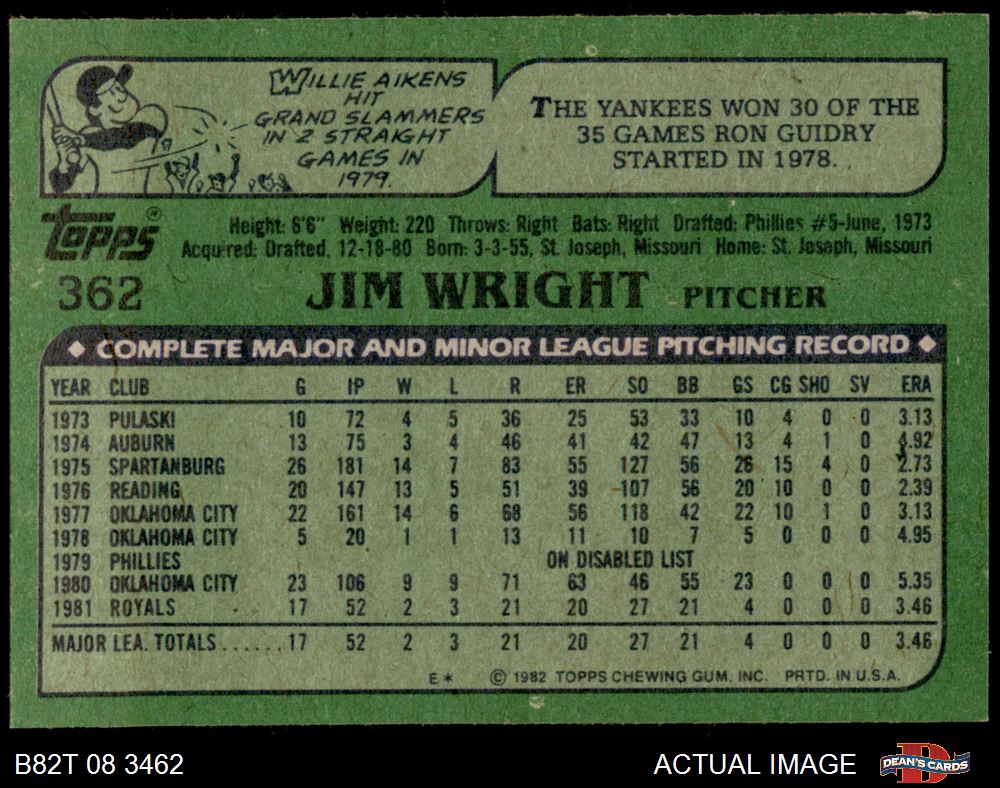 WILLIE AIKENS
HIT
GRAND SLAMMERS
IN 2 STRAIGHT
GAMES IN
1979.
THE YANKEES WON 30 OF THE
35 GAMES RON GUIDRY
STARTED IN 1978.
Topps®
Height: 6'6" Weight: 220 Throws: Right Bats: Right Drafted: Phillies #5-June, 1973
Acquired: Drafted, 12-18-80 Born: 3-3-55, St. Joseph, Missouri Home: St. Joseph, Missouri
362 JIM WRIGHT PITCHER
◆ COMPLETE MAJOR AND MINOR LEAGUE PITCHING RECORD ◆
YEAR CLUB G IP W L R ER SO BB GS CG SHO SV ERA
1973 PULASKI 10 72 4 5 36 25 53 33 10 4 0 0 3.13
1974 AUBURN 13 75 3 4 46 41 42 47 13 4 1 0 4.92
1975 SPARTANBURG 26 181 14 7 83 55 127 56 26 15 4 0 2.73
1976 READING 20 147 13 5 51 39 107 56 20 10 0 0 2.39
1977 OKLAHOMA CITY 22 161 14 6 68 56 118 42 22 10 1 0 3.13
1978 OKLAHOMA CITY 5 20 1 1 13 11 10 7 5 0 0 0 4.95
1979 PHILLIES ON DISABLED LIST
1980 OKLAHOMA CITY 23 106 9 9 71 63 46 55 23 0 0 0 5.35
1981 ROYALS 17 52 2 3 21 20 27 21 4 0 0 0 3.46
MAJOR LEA. TOTALS ...... 17 52 2 3 21 20 27 21 4 0 0 0 3.46
E* © 1982 TOPPS CHEWING GUM, INC. PRTD. IN U.S.A.
B82T 08 3462 ACTUAL IMAGE DEAN'S CARDS